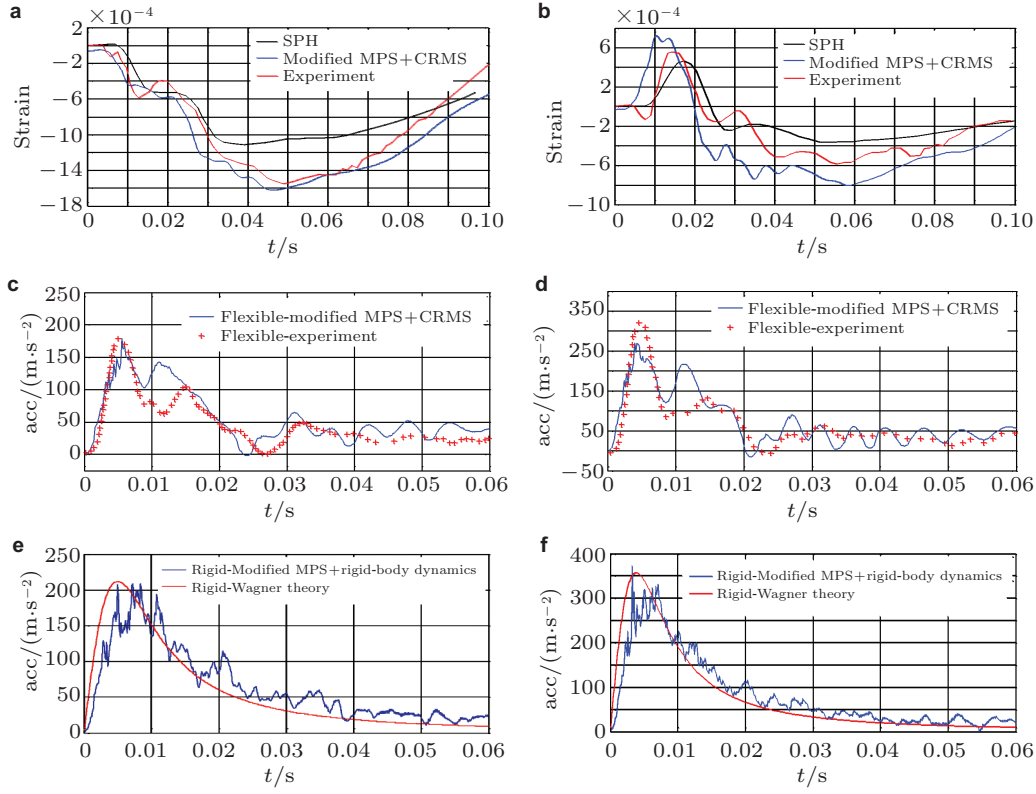 a
×10⁻⁴
2
−2
−6
−10
−14
−18
Strain
SPH
Modified MPS+CRMS
Experiment
0 0.02 0.04 0.06 0.08 0.10
t/s
b
×10⁻⁴
6
4
0
−2
−6
−10
Strain
SPH
Modified MPS+CRMS
Experiment
0 0.02 0.04 0.06 0.08 0.10
t/s
c
250
200
150
100
50
0
acc/(m·s⁻²)
Flexible-modified MPS+CRMS
Flexible-experiment
0 0.01 0.02 0.03 0.04 0.05 0.06
t/s
d
350
250
150
50
−50
acc/(m·s⁻²)
Flexible-modified MPS+CRMS
Flexible-experiment
0 0.01 0.02 0.03 0.04 0.05 0.06
t/s
e
250
200
150
100
50
0
acc/(m·s⁻²)
Rigid-Modified MPS+rigid-body dynamics
Rigid-Wagner theory
0 0.01 0.02 0.03 0.04 0.05 0.06
t/s
f
400
300
200
100
0
acc/(m·s⁻²)
Rigid-Modified MPS+rigid-body dynamics
Rigid-Wagner theory
0 0.01 0.02 0.03 0.04 0.05 0.06
t/s